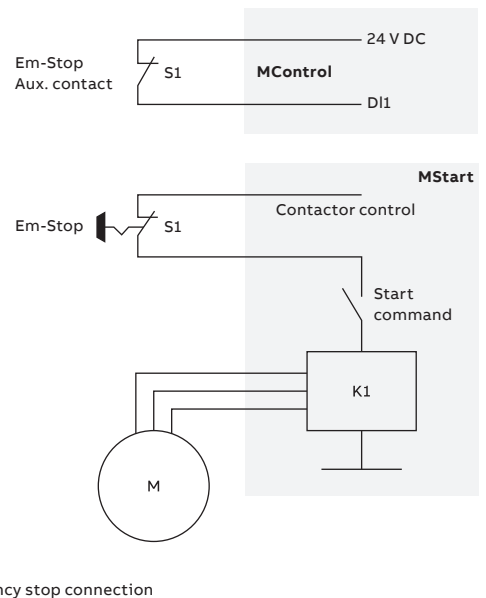 24 V DC
Em-Stop
Aux. contact
S1
MControl
DI1
MStart
Contactor control
Em-Stop
S1
Start
command
K1
M
ncy stop connection